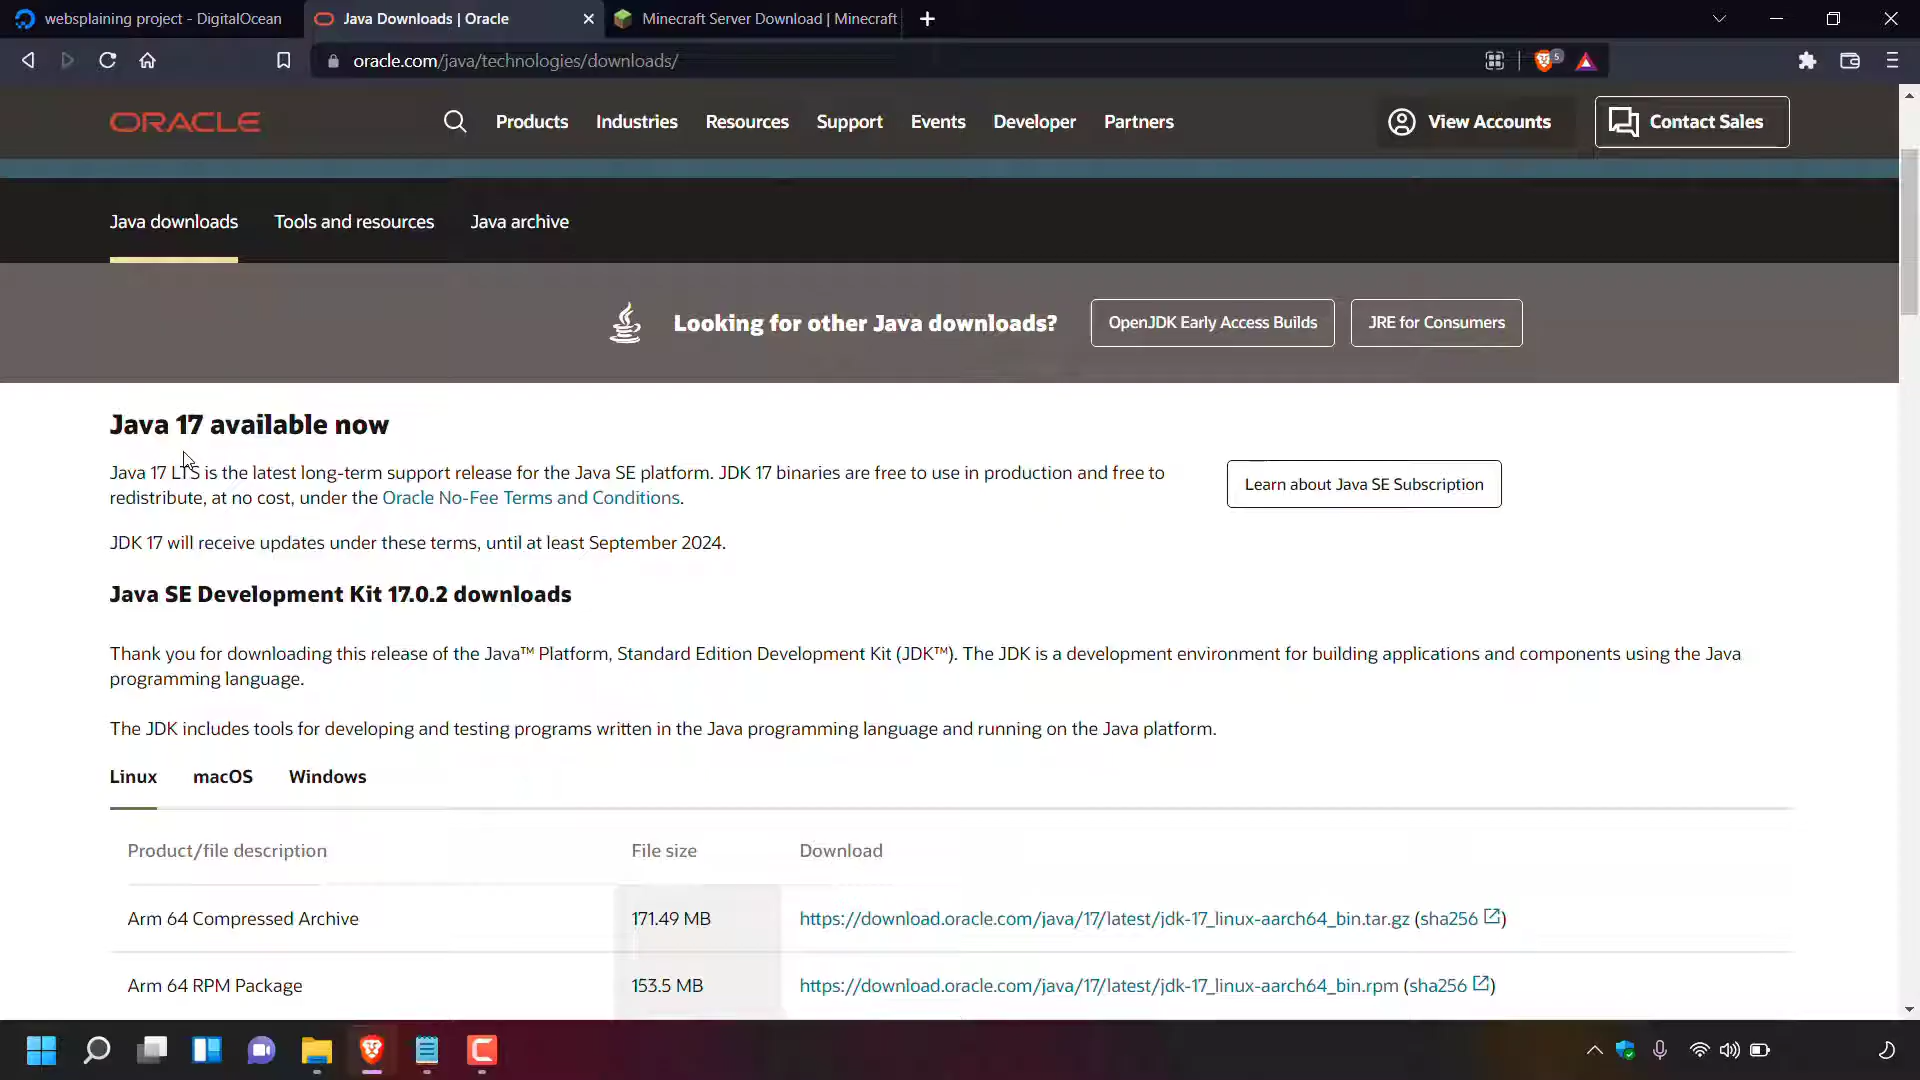 websplaining project - DigitalOcean
Java Downloads | Oracle
Minecraft Server Download | Minecraft
oracle.com/java/technologies/downloads/
5
ORACLE
Products
Industries
Resources
Support
Events
Developer
Partners
View Accounts
Contact Sales
Java downloads
Tools and resources
Java archive
Looking for other Java downloads?
OpenJDK Early Access Builds
JRE for Consumers
Java 17 available now
Java 17 LTS is the latest long-term support release for the Java SE platform. JDK 17 binaries are free to use in production and free to
redistribute, at no cost, under the Oracle No-Fee Terms and Conditions.
Learn about Java SE Subscription
JDK 17 will receive updates under these terms, until at least September 2024.
Java SE Development Kit 17.0.2 downloads
Thank you for downloading this release of the Java™ Platform, Standard Edition Development Kit (JDK™). The JDK is a development environment for building applications and components using the Java
programming language.
The JDK includes tools for developing and testing programs written in the Java programming language and running on the Java platform.
Linux
macOS
Windows
Product/file description
File size
Download
Arm 64 Compressed Archive
171.49 MB
https://download.oracle.com/java/17/latest/jdk-17_linux-aarch64_bin.tar.gz (sha256)
Arm 64 RPM Package
153.5 MB
https://download.oracle.com/java/17/latest/jdk-17_linux-aarch64_bin.rpm (sha256)